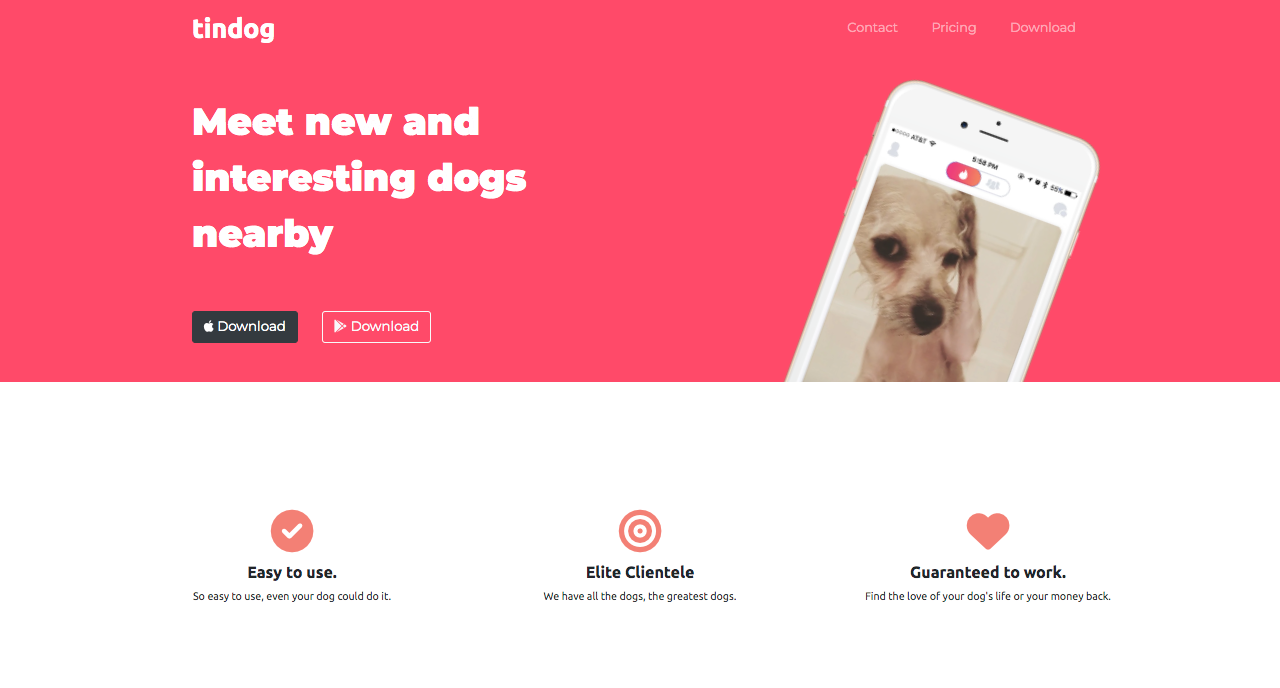 tindog
Contact Pricing Download
Meet new and
interesting dogs
nearby
Download Download
AT&T 5:58 PM 55%
Easy to use. Elite Clientele Guaranteed to work.
So easy to use, even your dog could do it. We have all the dogs, the greatest dogs. Find the love of your dog's life or your money back.